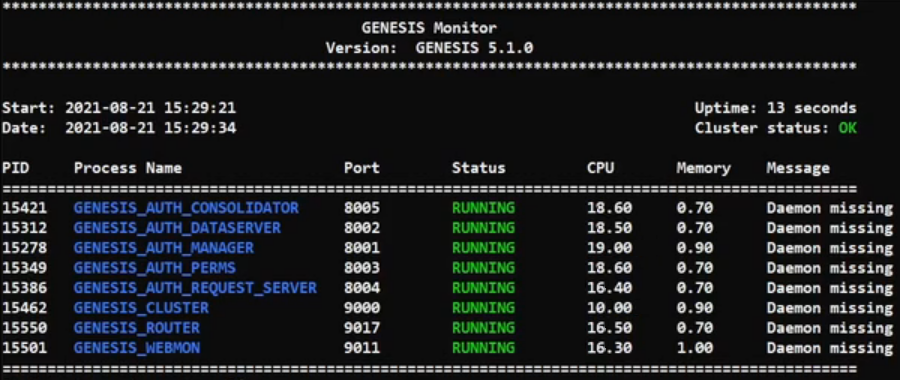 ***********************************************************************************************
GENESIS Monitor
Version:  GENESIS 5.1.0
***********************************************************************************************
Start: 2021-08-21 15:29:21 Uptime: 13 seconds
Date:  2021-08-21 15:29:34 Cluster status: OK
PID Process Name Port Status CPU Memory Message
===============================================================================================
15421 GENESIS_AUTH_CONSOLIDATOR 8005 RUNNING 18.60 0.70 Daemon missing
15312 GENESIS_AUTH_DATASERVER 8002 RUNNING 18.50 0.70 Daemon missing
15278 GENESIS_AUTH_MANAGER 8001 RUNNING 19.00 0.90 Daemon missing
15349 GENESIS_AUTH_PERMS 8003 RUNNING 18.60 0.70 Daemon missing
15386 GENESIS_AUTH_REQUEST_SERVER 8004 RUNNING 16.40 0.70 Daemon missing
15462 GENESIS_CLUSTER 9000 RUNNING 10.00 0.90 Daemon missing
15550 GENESIS_ROUTER 9017 RUNNING 16.50 0.70 Daemon missing
15501 GENESIS_WEBMON 9011 RUNNING 16.30 1.00 Daemon missing
===============================================================================================